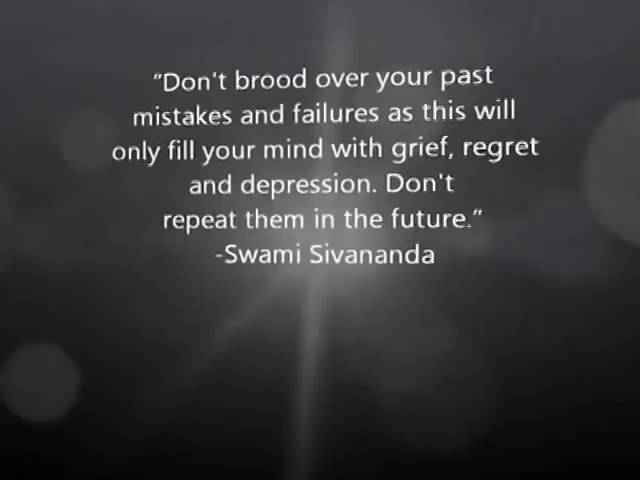 "Don't brood over your past
mistakes and failures as this will
only fill your mind with grief, regret
and depression. Don't
repeat them in the future."
-Swami Sivananda